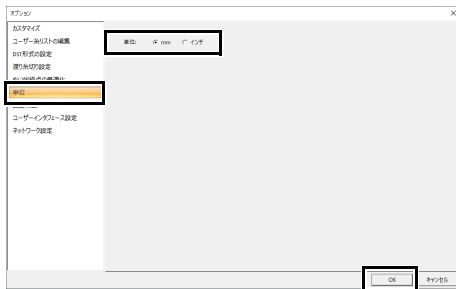 オプション
カスタマイズ
ユーザー糸リストの編集
DST形式の設定
渡り糸切り設定
単位
ユーザーインタフェース設定
ネットワーク設定
単位: mm インチ
OK キャンセル